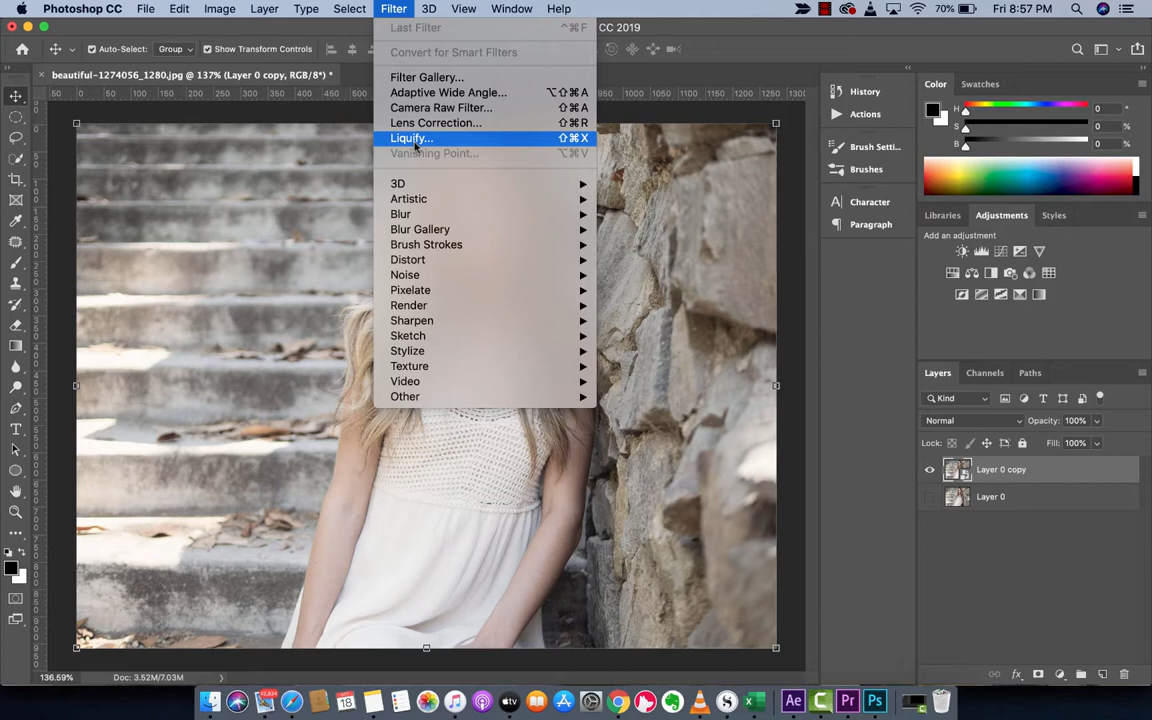 Photoshop CC File Edit Image Layer Type Select Filter 3D View Window Help 70% Fri 8:57 PM
CC 2019
Auto-Select: Group Show Transform Controls
beautiful-1274056_1280.jpg @ 137% (Layer 0 copy, RGB/8*) *
Last Filter ^⌘F
Convert for Smart Filters
Filter Gallery...
Adaptive Wide Angle... ⌥⇧⌘A
Camera Raw Filter... ⇧⌘A
Lens Correction... ⇧⌘R
Liquify... ⇧⌘X
Vanishing Point... ⌥⌘V
3D
Artistic
Blur
Blur Gallery
Brush Strokes
Distort
Noise
Pixelate
Render
Sharpen
Sketch
Stylize
Texture
Video
Other
History
Actions
Brush Setti...
Brushes
Character
Paragraph
Color Swatches
H 0 °
S 0 %
B 0 %
Libraries Adjustments Styles
Add an adjustment
Layers Channels Paths
Kind
Normal Opacity: 100%
Lock: Fill: 100%
Layer 0 copy
Layer 0
136.59% Doc: 3.52M/7.03M